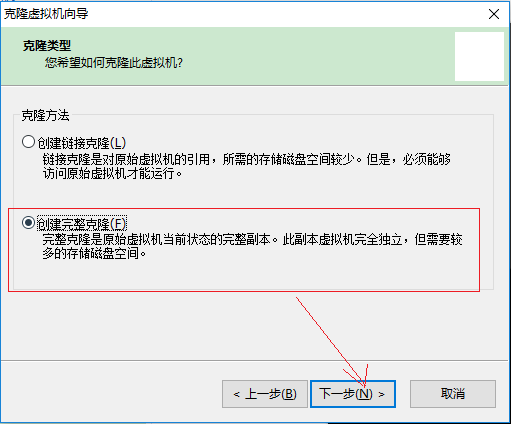 克隆虚拟机向导
克隆类型
您希望如何克隆此虚拟机?
克隆方法
创建链接克隆(L)
链接克隆是对原始虚拟机的引用，所需的存储磁盘空间较少。但是，必须能够
访问原始虚拟机才能运行。
创建完整克隆(F)
完整克隆是原始虚拟机当前状态的完整副本。此副本虚拟机完全独立，但需要较
多的存储磁盘空间。
< 上一步(B)
下一步(N) >
取消